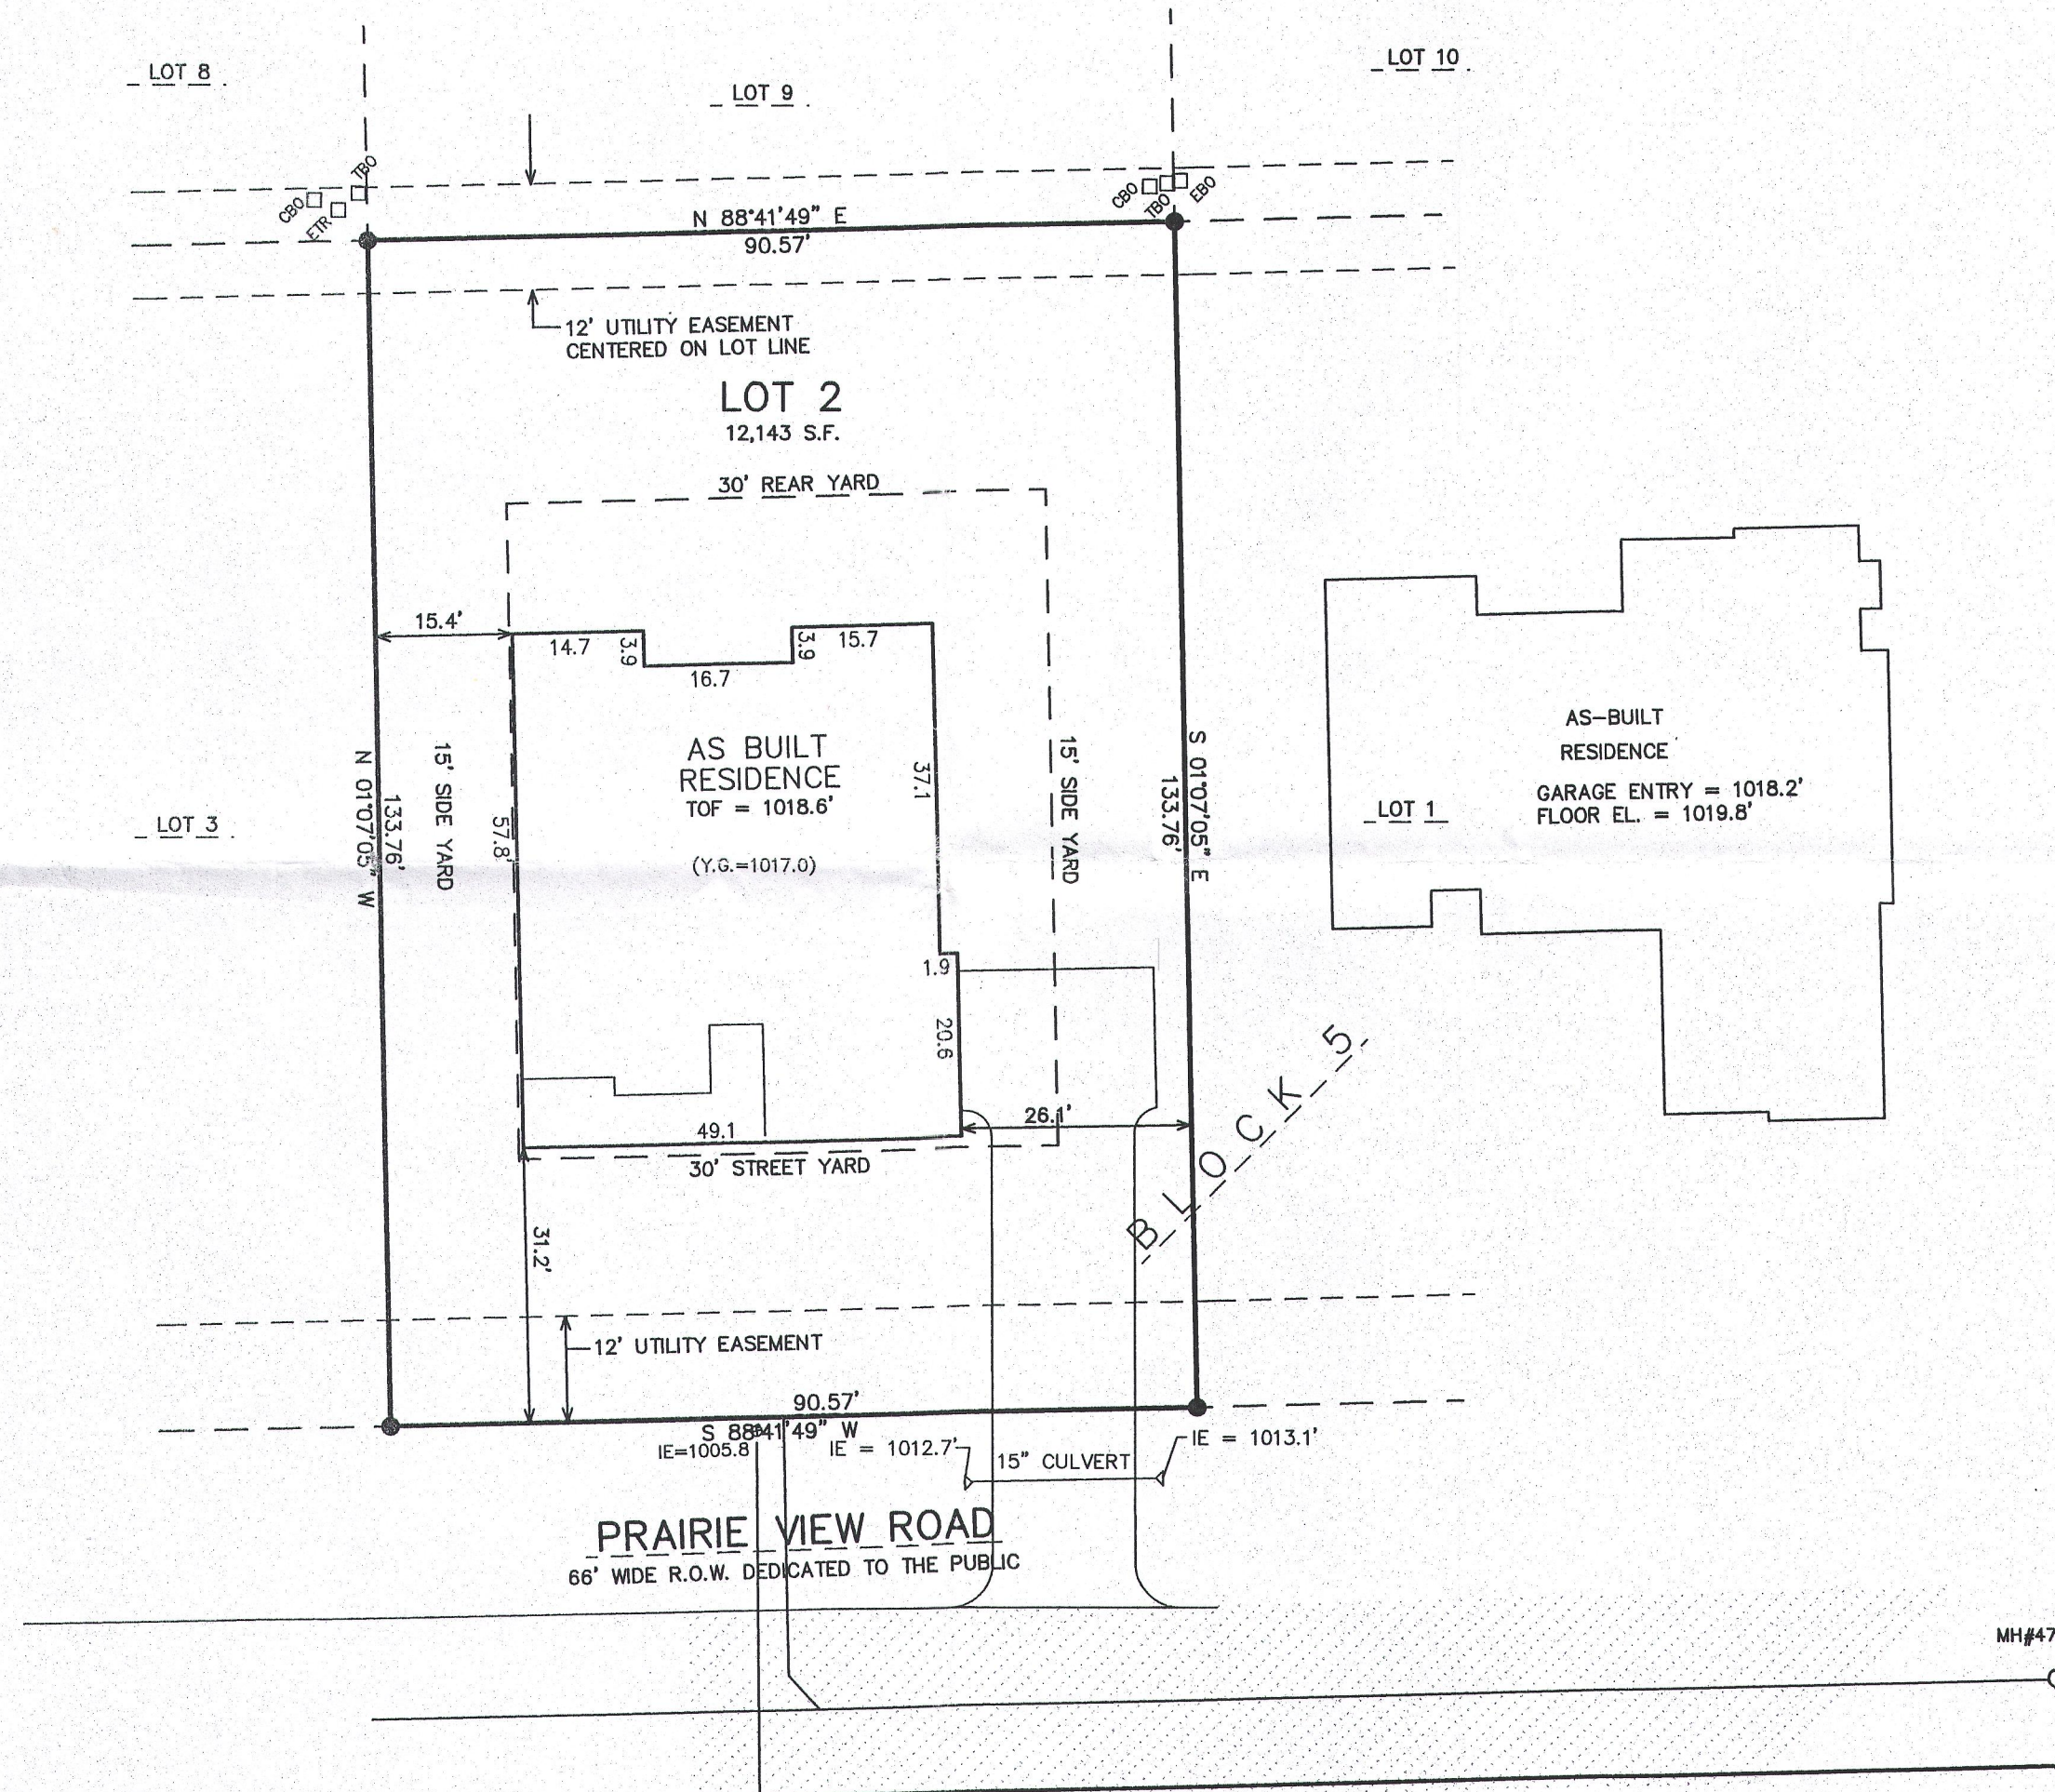 LOT 8
LOT 9
LOT 10
TBO
CBO
ETR
CBO
TBO
EBO
N 88°41'49" E
90.57'
12' UTILITY EASEMENT
CENTERED ON LOT LINE
LOT 2
12,143 S.F.
30' REAR YARD
15.4'
14.7
3.9
16.7
3.9
15.7
AS BUILT
RESIDENCE
TOF = 1018.6'
(Y.G.=1017.0)
37.1
57.8'
15' SIDE YARD
133.76'
N 01°07'05" W
15' SIDE YARD
133.76'
S 01°07'05" E
LOT 3
AS-BUILT
RESIDENCE
GARAGE ENTRY = 1018.2'
FLOOR EL. = 1019.8'
LOT 1
1.9
20.6
26.1'
49.1
30' STREET YARD
BLOCK 5
31.2'
12' UTILITY EASEMENT
90.57'
S 88°41'49" W
IE=1005.8
IE = 1012.7'
15" CULVERT
IE = 1013.1'
PRAIRIE VIEW ROAD
66' WIDE R.O.W. DEDICATED TO THE PUBLIC
MH#47